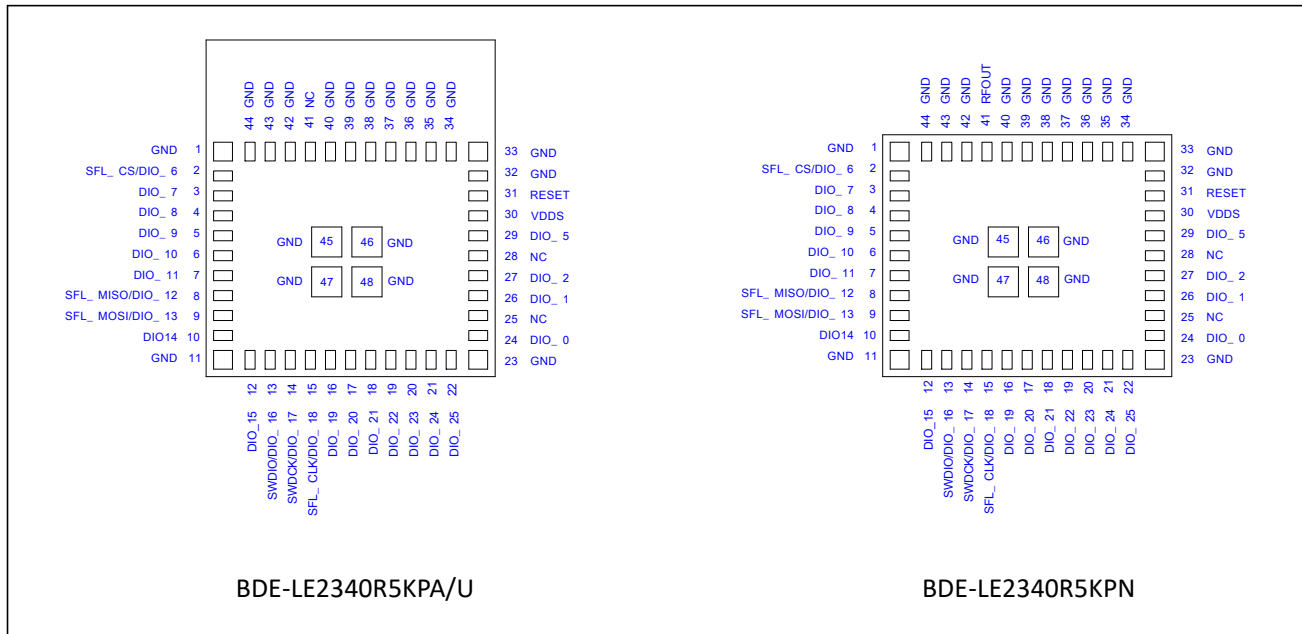 44 GND
43 GND
42 GND
41 NC
40 GND
39 GND
38 GND
37 GND
36 GND
35 GND
34 GND
GND 1
SFL_ CS/DIO_ 6 2
DIO_ 7 3
DIO_ 8 4
DIO_ 9 5
DIO_ 10 6
DIO_ 11 7
SFL_ MISO/DIO_ 12 8
SFL_ MOSI/DIO_ 13 9
DIO14 10
GND 11
33 GND
32 GND
31 RESET
30 VDDS
29 DIO_ 5
28 NC
27 DIO_ 2
26 DIO_ 1
25 NC
24 DIO_ 0
23 GND
GND 45 46 GND
GND 47 48 GND
DIO_15 12
SWDIO/DIO_ 16 13
SWDCK/DIO_ 17 14
SFL_ CLK/DIO_ 18 15
DIO_ 19 16
DIO_ 20 17
DIO_ 21 18
DIO_ 22 19
DIO_ 23 20
DIO_ 24 21
DIO_ 25 22
BDE-LE2340R5KPA/U
44 GND
43 GND
42 GND
41 RFOUT
40 GND
39 GND
38 GND
37 GND
36 GND
35 GND
34 GND
GND 1
SFL_ CS/DIO_ 6 2
DIO_ 7 3
DIO_ 8 4
DIO_ 9 5
DIO_ 10 6
DIO_ 11 7
SFL_ MISO/DIO_ 12 8
SFL_ MOSI/DIO_ 13 9
DIO14 10
GND 11
33 GND
32 GND
31 RESET
30 VDDS
29 DIO_ 5
28 NC
27 DIO_ 2
26 DIO_ 1
25 NC
24 DIO_ 0
23 GND
GND 45 46 GND
GND 47 48 GND
DIO_15 12
SWDIO/DIO_ 16 13
SWDCK/DIO_ 17 14
SFL_ CLK/DIO_ 18 15
DIO_ 19 16
DIO_ 20 17
DIO_ 21 18
DIO_ 22 19
DIO_ 23 20
DIO_ 24 21
DIO_ 25 22
BDE-LE2340R5KPN